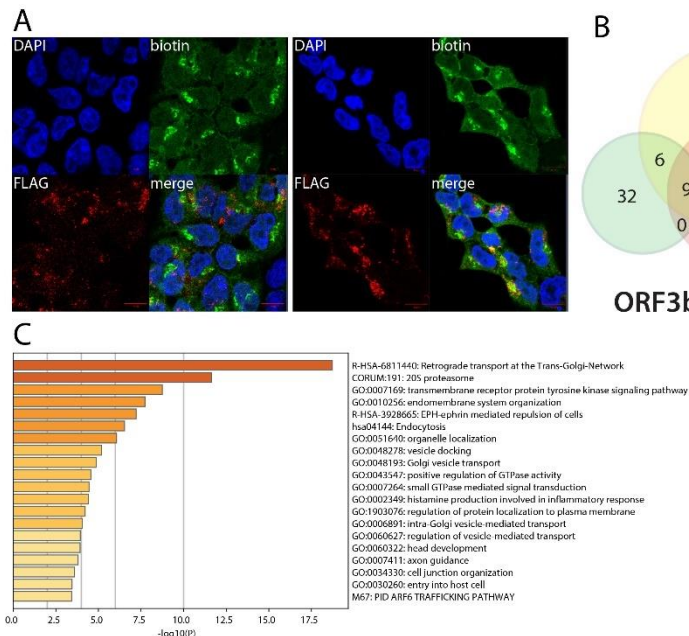 A
B
DAPI
biotin
DAPI
biotin
FLAG
merge
FLAG
merge
6
32
9
0
ORF3b
C
R-HSA-6811440: Retrograde transport at the Trans-Golgi-Network
CORUM:191: 20S proteasome
GO:0007169: transmembrane receptor protein tyrosine kinase signaling pathway
GO:0010256: endomembrane system organization
R-HSA-3928665: EPH-ephrin mediated repulsion of cells
hsa04144: Endocytosis
GO:0051640: organelle localization
GO:0048278: vesicle docking
GO:0048193: Golgi vesicle transport
GO:0043547: positive regulation of GTPase activity
GO:0007264: small GTPase mediated signal transduction
GO:0002349: histamine production involved in inflammatory response
GO:1903076: regulation of protein localization to plasma membrane
GO:0006891: intra-Golgi vesicle-mediated transport
GO:0060627: regulation of vesicle-mediated transport
GO:0060322: head development
GO:0007411: axon guidance
GO:0034330: cell junction organization
GO:0030260: entry into host cell
M67: PID ARF6 TRAFFICKING PATHWAY
0.0 2.5 5.0 7.5 10.0 12.5 15.0 17.5
-log10(P)